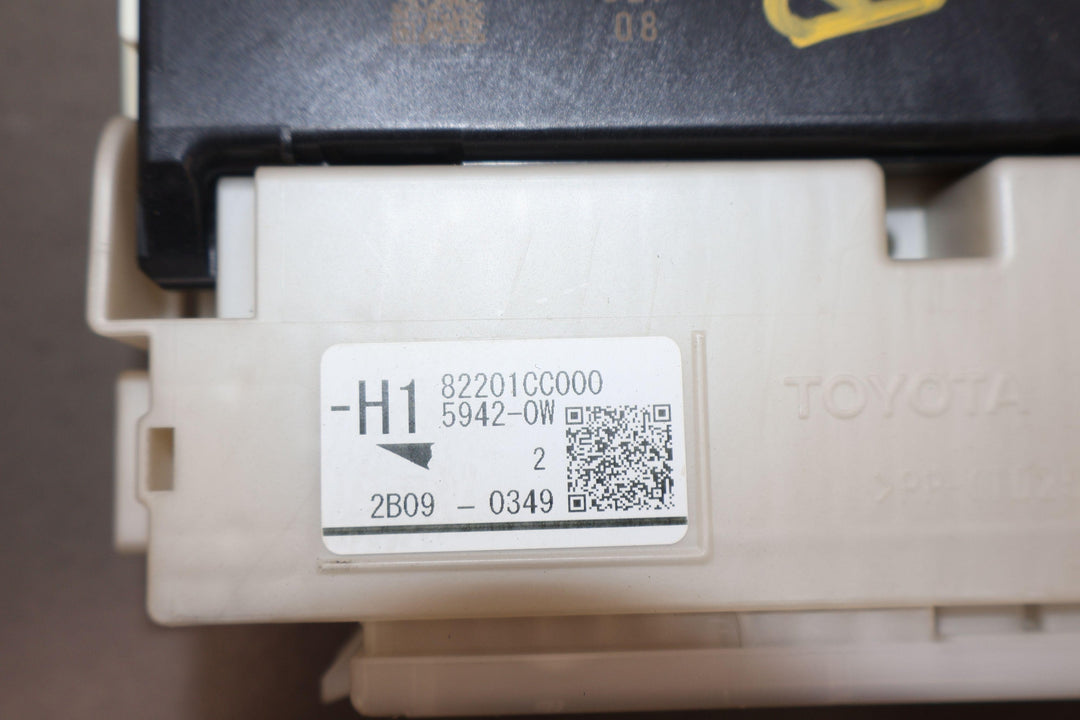 08
-H1
82201CC000
5942-0W
2
2B09 - 0349
TOYOTA